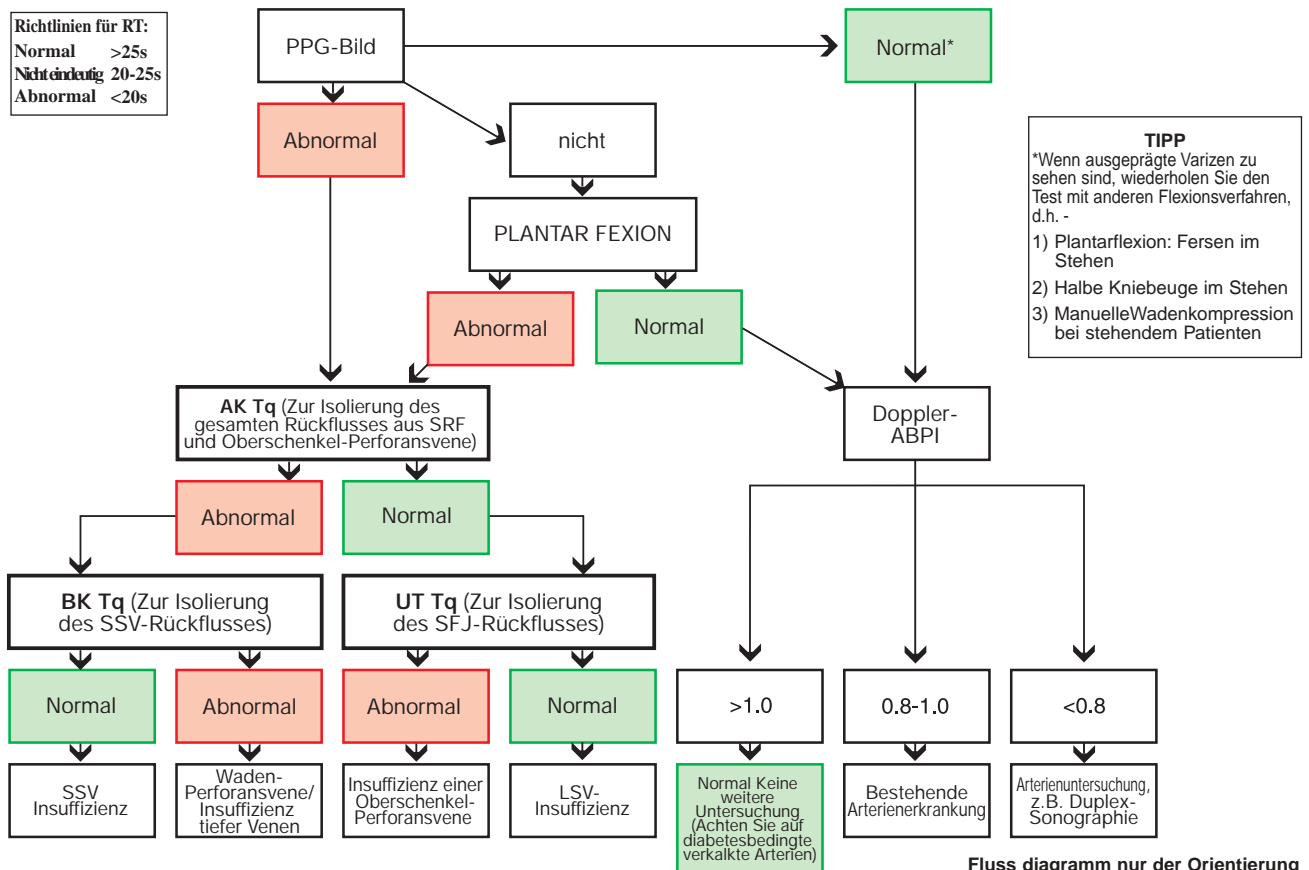 Richtlinien für RT:
Normal >25s
Nicht eindeutig 20-25s
Abnormal <20s
PPG-Bild
Normal*
Abnormal
nicht
TIPP
*Wenn ausgeprägte Varizen zu
sehen sind, wiederholen Sie den
Test mit anderen Flexionsverfahren,
d.h. -
1) Plantarflexion: Fersen im
Stehen
2) Halbe Kniebeuge im Stehen
3) ManuelleWadenkompression
bei stehendem Patienten
PLANTAR FEXION
Abnormal
Normal
AK Tq (Zur Isolierung des
gesamten Rückflusses aus SRF
und Oberschenkel-Perforansvene)
Doppler-
ABPI
Abnormal
Normal
BK Tq (Zur Isolierung
des SSV-Rückflusses)
UT Tq (Zur Isolierung
des SFJ-Rückflusses)
Normal
Abnormal
Abnormal
Normal
>1.0
0.8-1.0
<0.8
SSV
Insuffizienz
Waden-
Perforansvene/
Insuffizienz
tiefer Venen
Insuffizienz einer
Oberschenkel-
Perforansvene
LSV-
Insuffizienz
Normal Keine
weitere
Untersuchung
(Achten Sie auf
diabetesbedingte
verkalkte Arterien)
Bestehende
Arterienerkrankung
Arterienuntersuchung,
z.B. Duplex-
Sonographie
Fluss diagramm nur der Orientierung